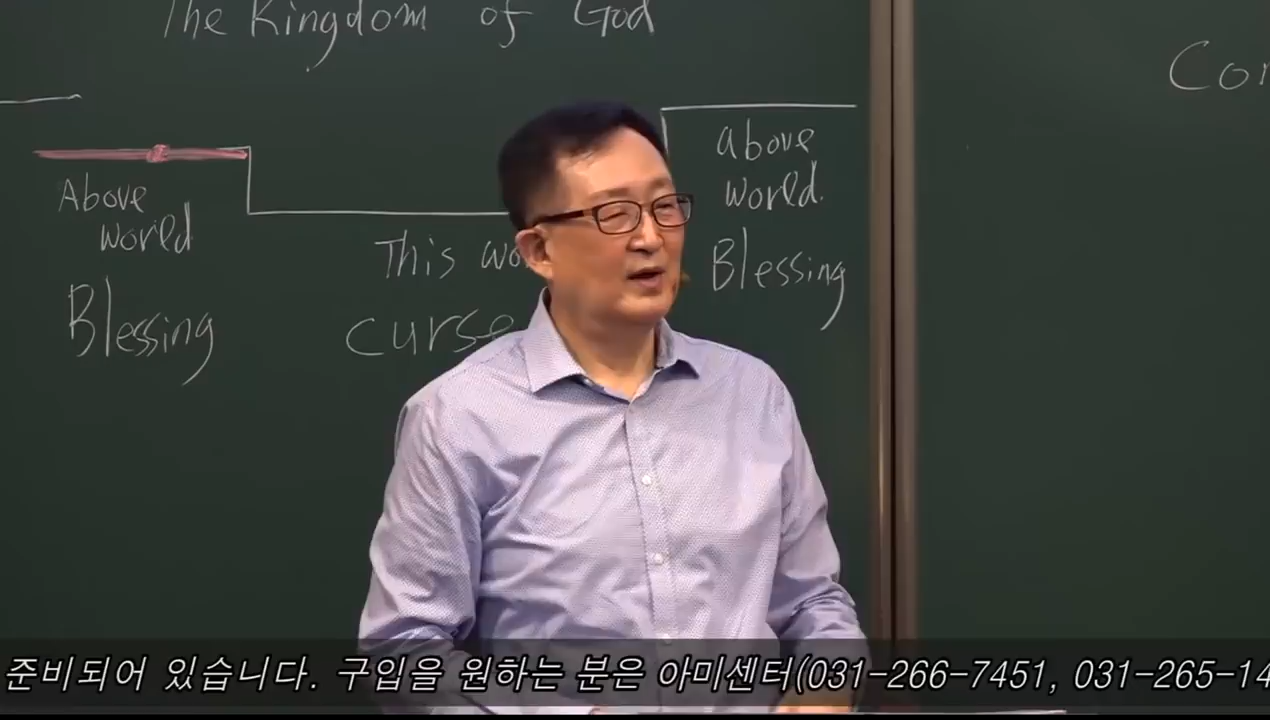 The Kingdom of God
Above
world
Blessing
This
curse
above
world.
Blessing
준비되어 있습니다. 구입을 원하는 분은 아미센터(031-266-7451, 031-265-14